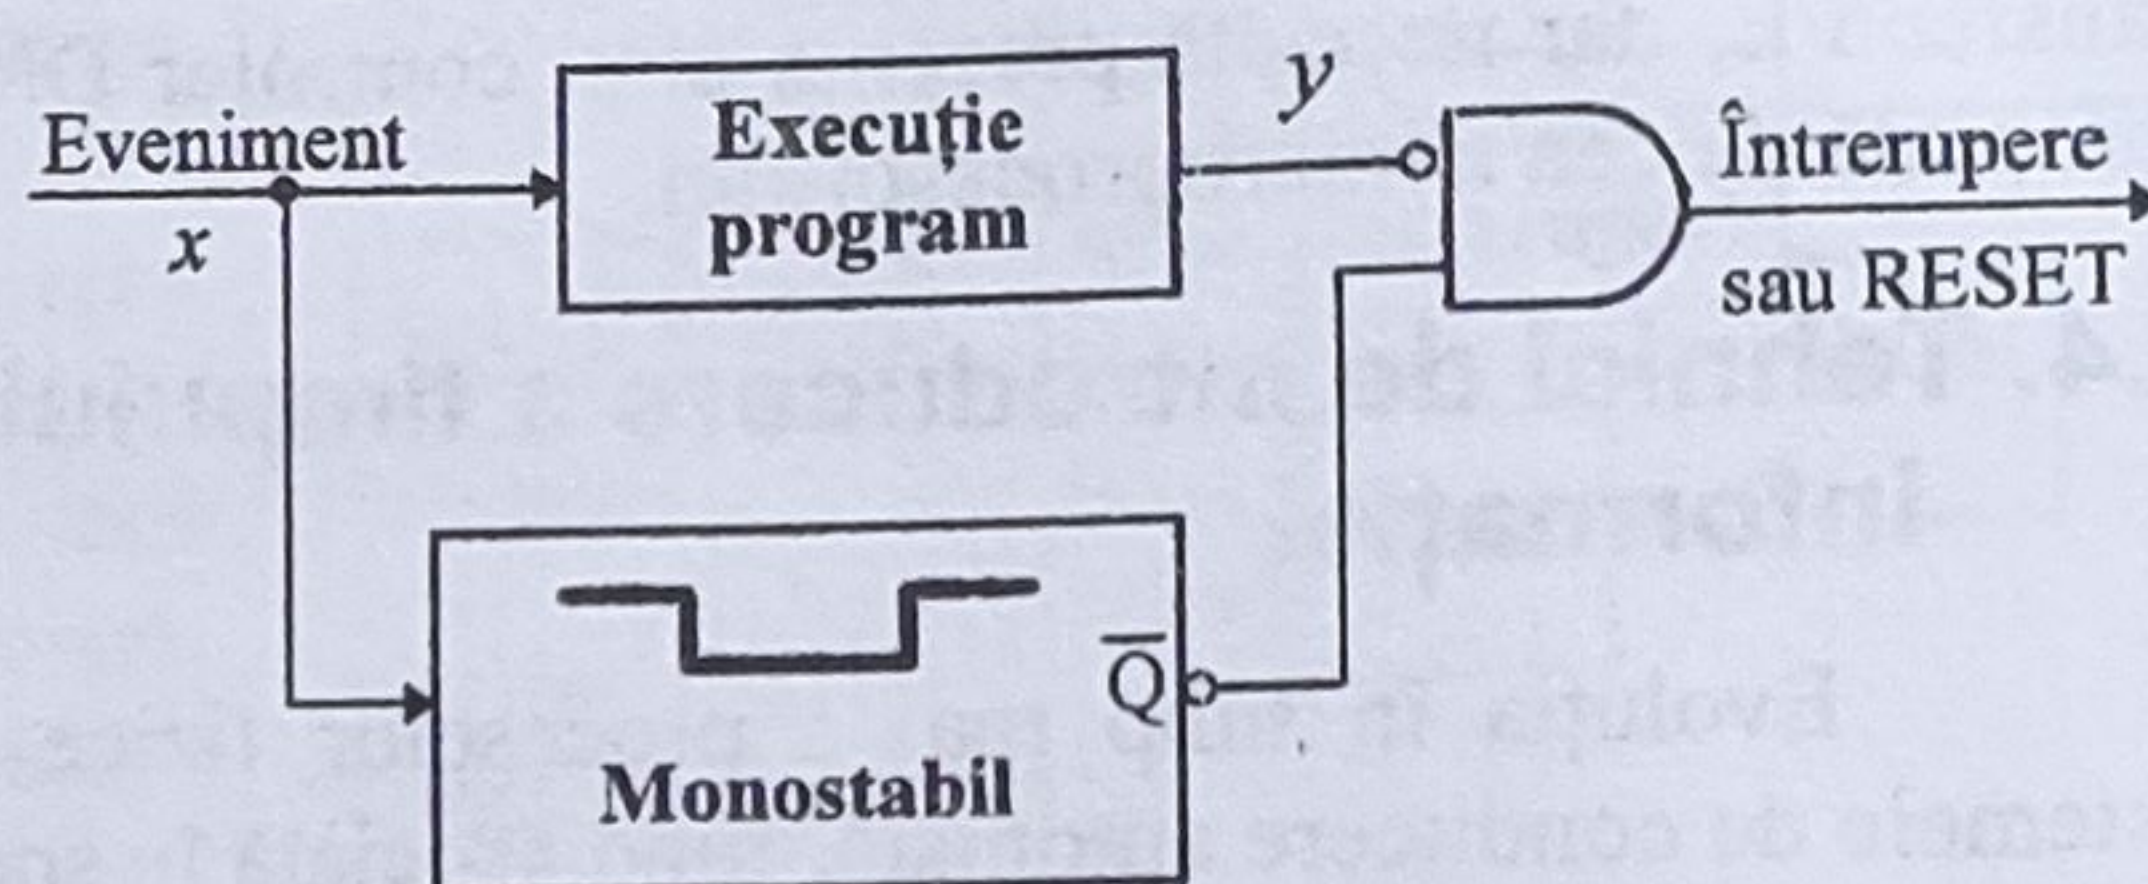 Eveniment
x
Execuție
program
y
Întrerupere
sau RESET
Q̅
Monostabil